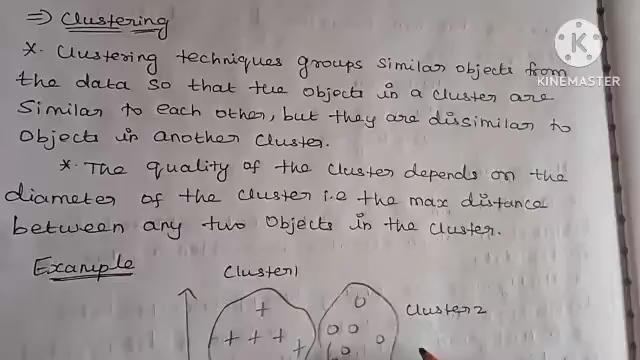 ⇒ Clustering
K
KINEMASTER
*. Clustering techniques groups similar objects from
the data so that the objects in a cluster are
similar to each other, but they are dissimilar to
objects in another cluster.
*. The quality of the cluster depends on the
diameter of the cluster i.e the max distance
between any two objects in the cluster.
Example
Cluster1
Cluster2